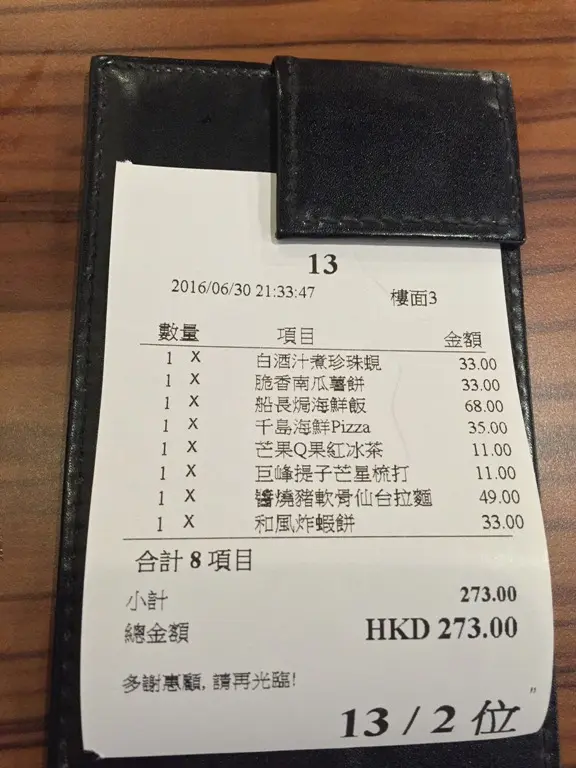 13
2016/06/30 21:33:47 樓面3
數量 項目 金額
1 X 白酒汁煮珍珠蜆 33.00
1 X 脆香南瓜薯餅 33.00
1 X 船長焗海鮮飯 68.00
1 X 千島海鮮Pizza 35.00
1 X 芒果Q果紅冰茶 11.00
1 X 巨峰提子芒星梳打 11.00
1 X 醬燒豬軟骨仙台拉麵 49.00
1 X 和風炸蝦餅 33.00
合計 8 項目
小計 273.00
總金額 HKD 273.00
多謝惠顧, 請再光臨!
"
13 / 2 位